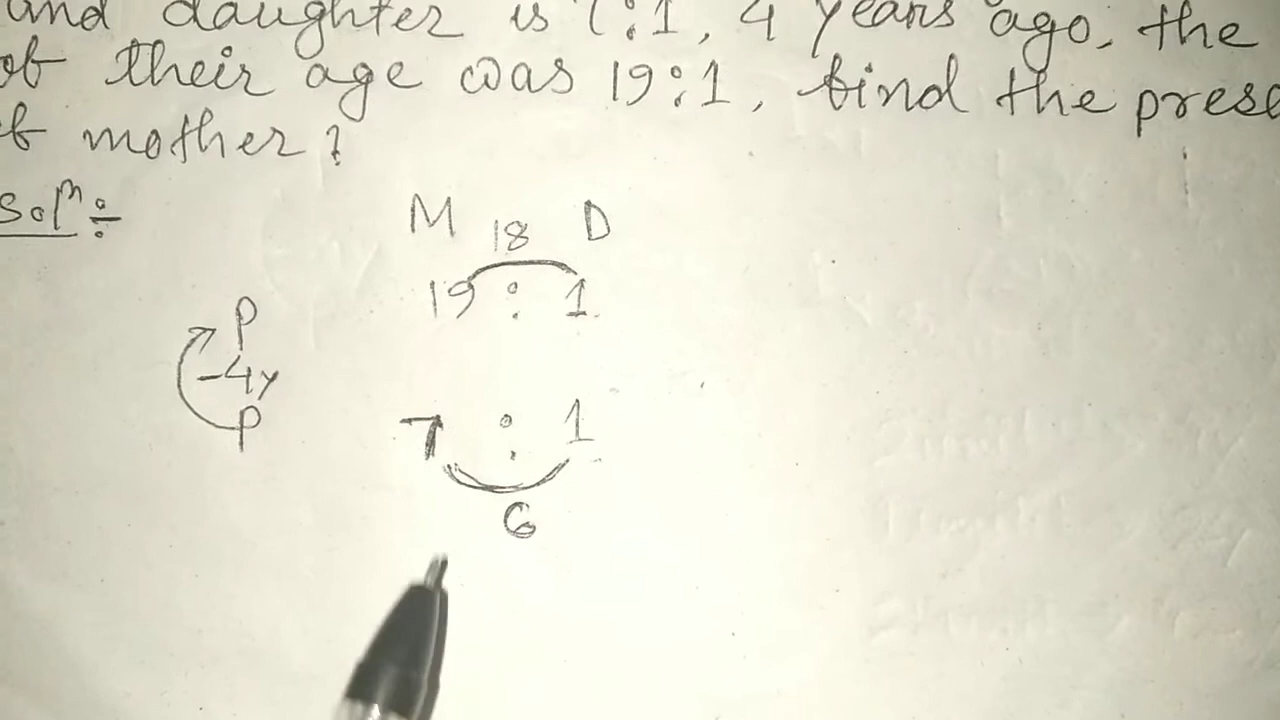 and daughter is 7:1, 4 years ago, the
of their age was 19:1, find the prese
of mother?
Solⁿ÷
M 18 D
19 : 1
P
-4y
P
7 : 1
6